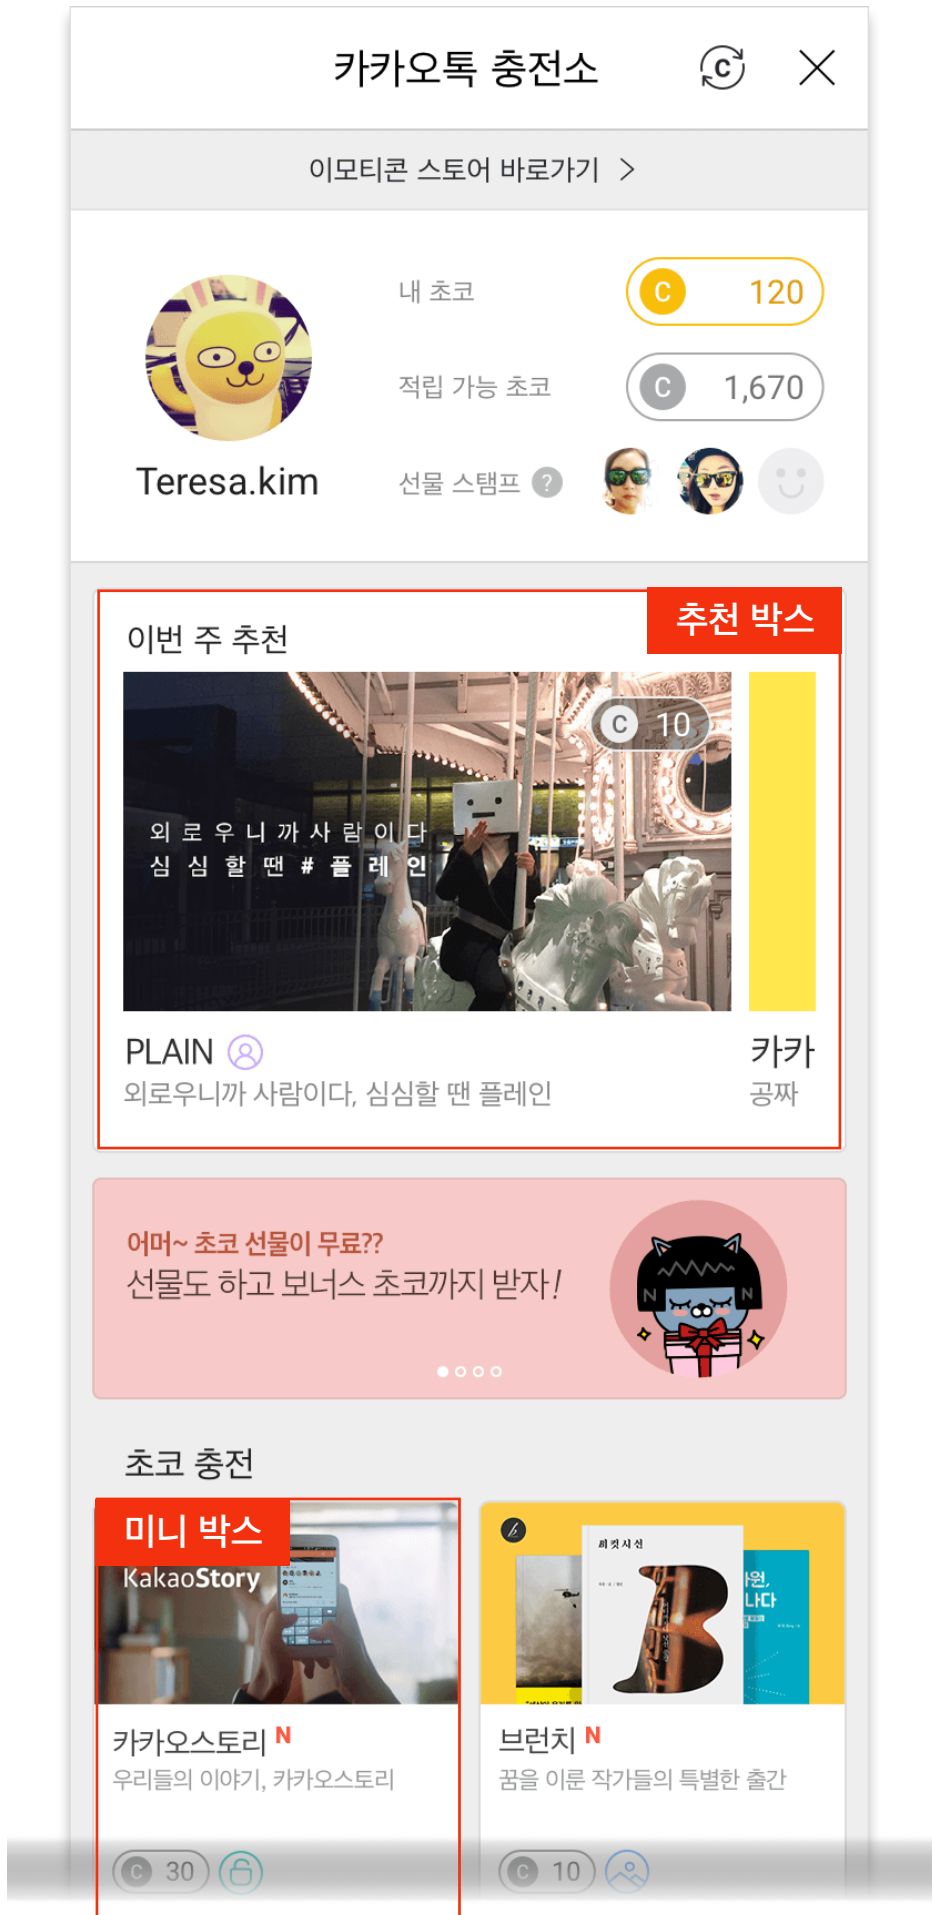 카카오톡 충전소
이모티콘 스토어 바로가기 >
내 초코
C 120
적립 가능 초코
C 1,670
Teresa.kim
선물 스탬프 ?
추천 박스
이번 주 추천
C 10
외로우니까사람이다
심심할땐#플레인
PLAIN
외로우니까 사람이다, 심심할 땐 플레인
카카
공짜
어머~ 초코 선물이 무료??
선물도 하고 보너스 초코까지 받자!
N N
초코 충전
미니 박스
KakaoStory
b
시선
B
나다
카카오스토리 N
우리들의 이야기, 카카오스토리
C 30
브런치 N
꿈을 이룬 작가들의 특별한 출간
C 10